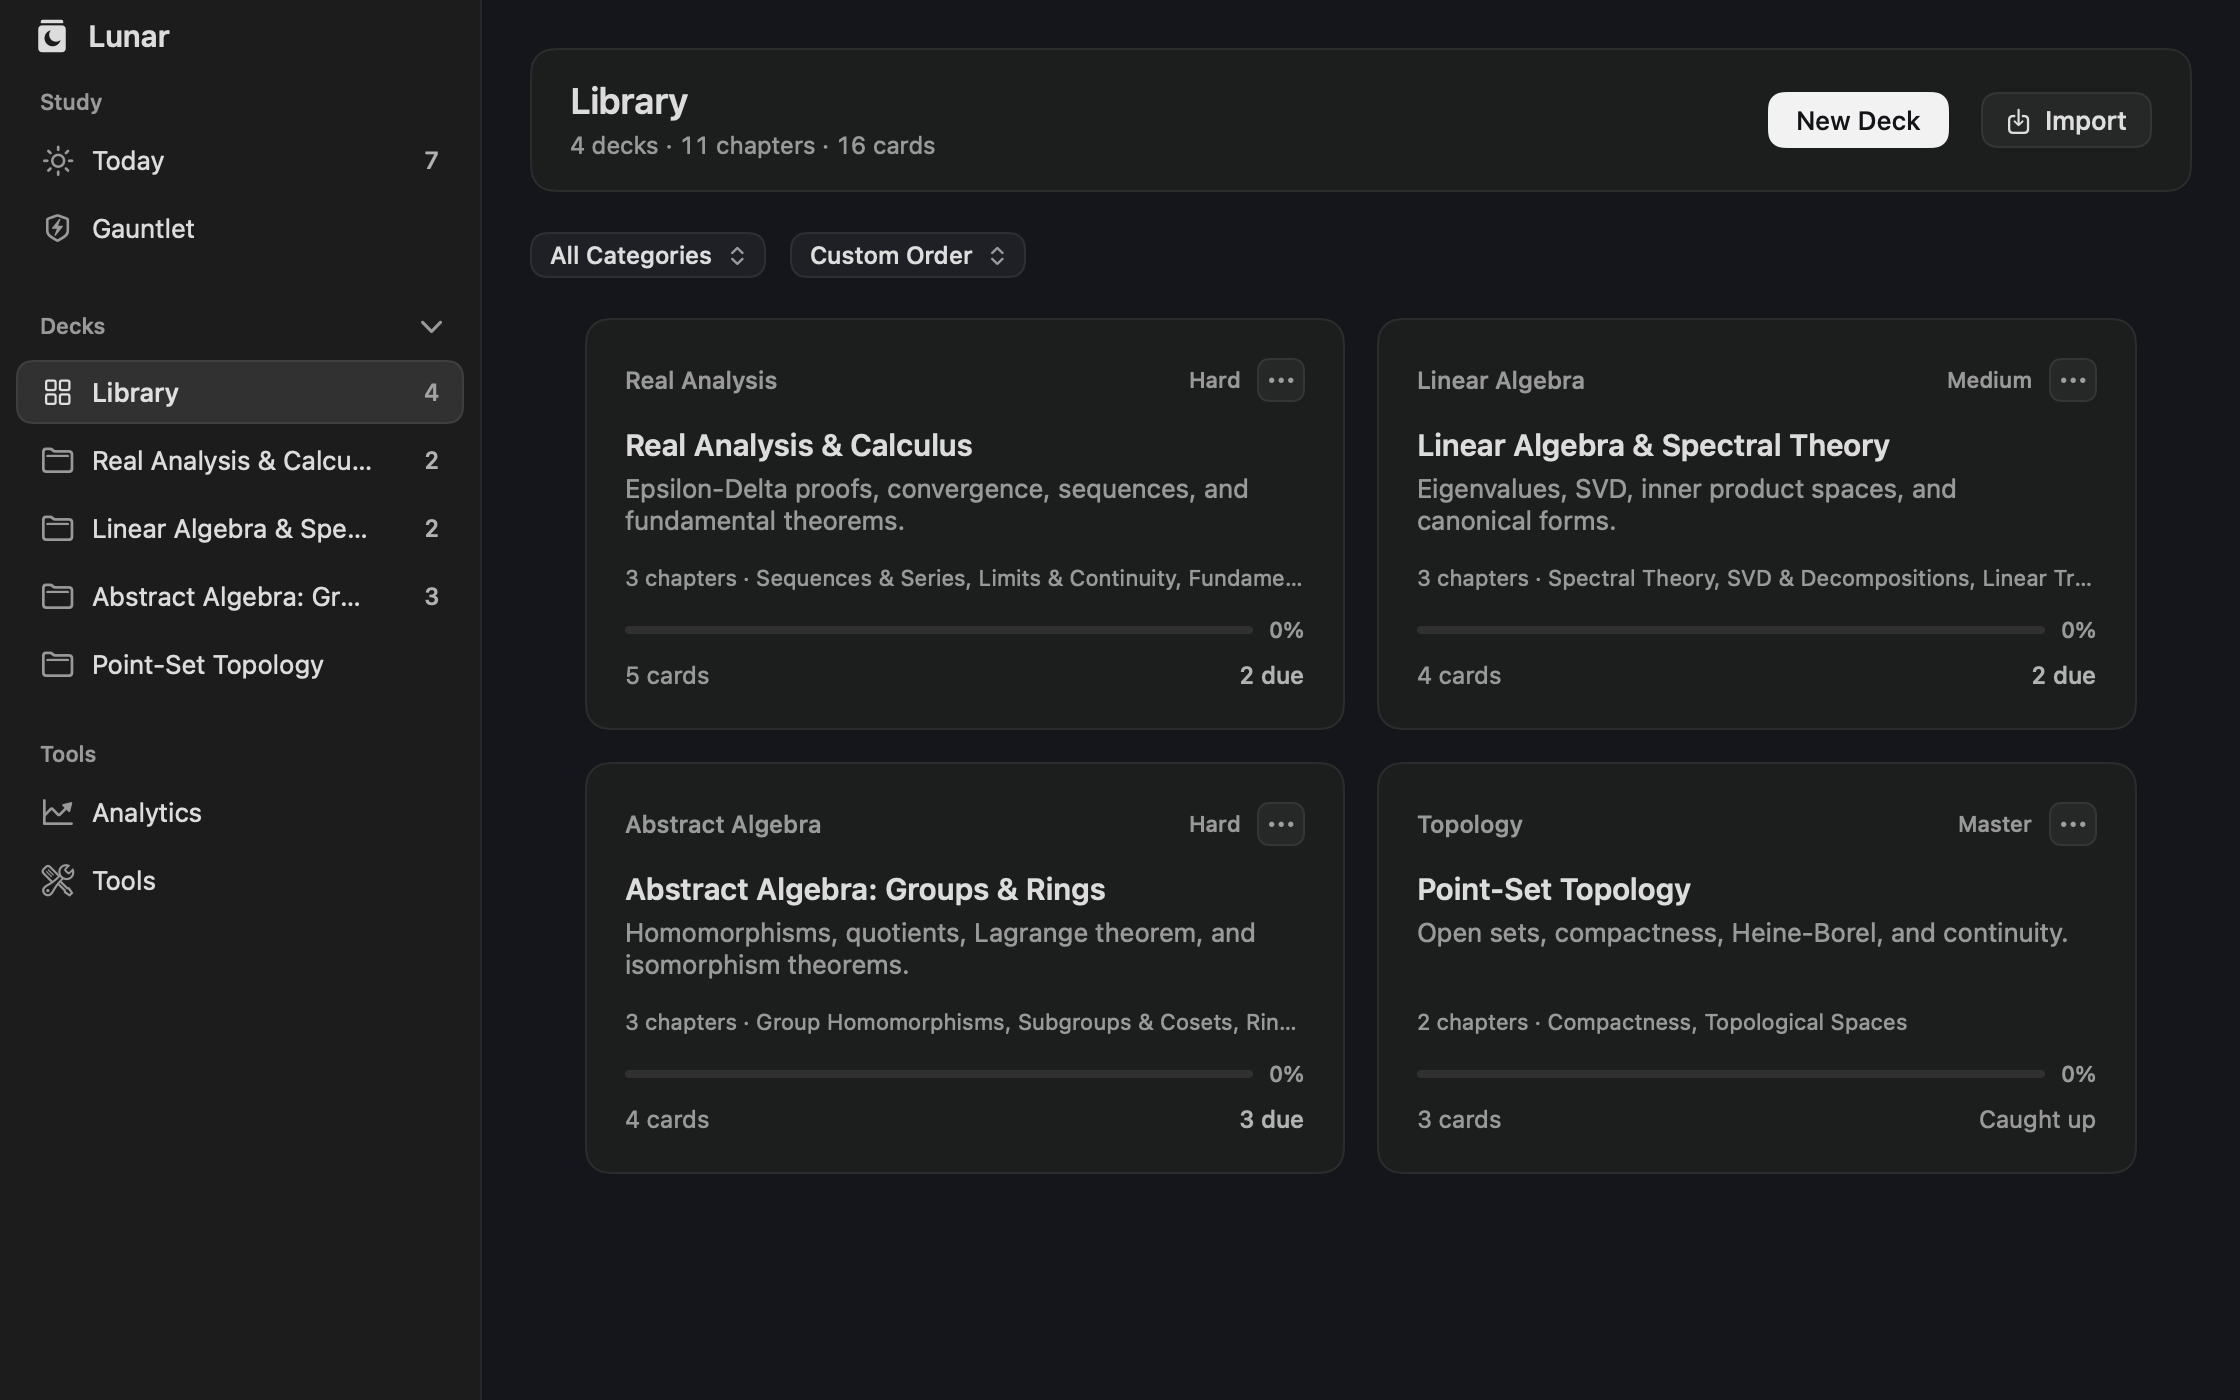 Lunar
Study
Today 7
Gauntlet
Decks
Library 4
Real Analysis & Calcu... 2
Linear Algebra & Spe... 2
Abstract Algebra: Gr... 3
Point-Set Topology
Tools
Analytics
Tools
Library
4 decks · 11 chapters · 16 cards
New Deck
Import
All Categories
Custom Order
Real Analysis
Hard
Real Analysis & Calculus
Epsilon-Delta proofs, convergence, sequences, and
fundamental theorems.
3 chapters · Sequences & Series, Limits & Continuity, Fundame...
0%
5 cards
2 due
Linear Algebra
Medium
Linear Algebra & Spectral Theory
Eigenvalues, SVD, inner product spaces, and
canonical forms.
3 chapters · Spectral Theory, SVD & Decompositions, Linear Tr...
0%
4 cards
2 due
Abstract Algebra
Hard
Abstract Algebra: Groups & Rings
Homomorphisms, quotients, Lagrange theorem, and
isomorphism theorems.
3 chapters · Group Homomorphisms, Subgroups & Cosets, Rin...
0%
4 cards
3 due
Topology
Master
Point-Set Topology
Open sets, compactness, Heine-Borel, and continuity.
2 chapters · Compactness, Topological Spaces
0%
3 cards
Caught up